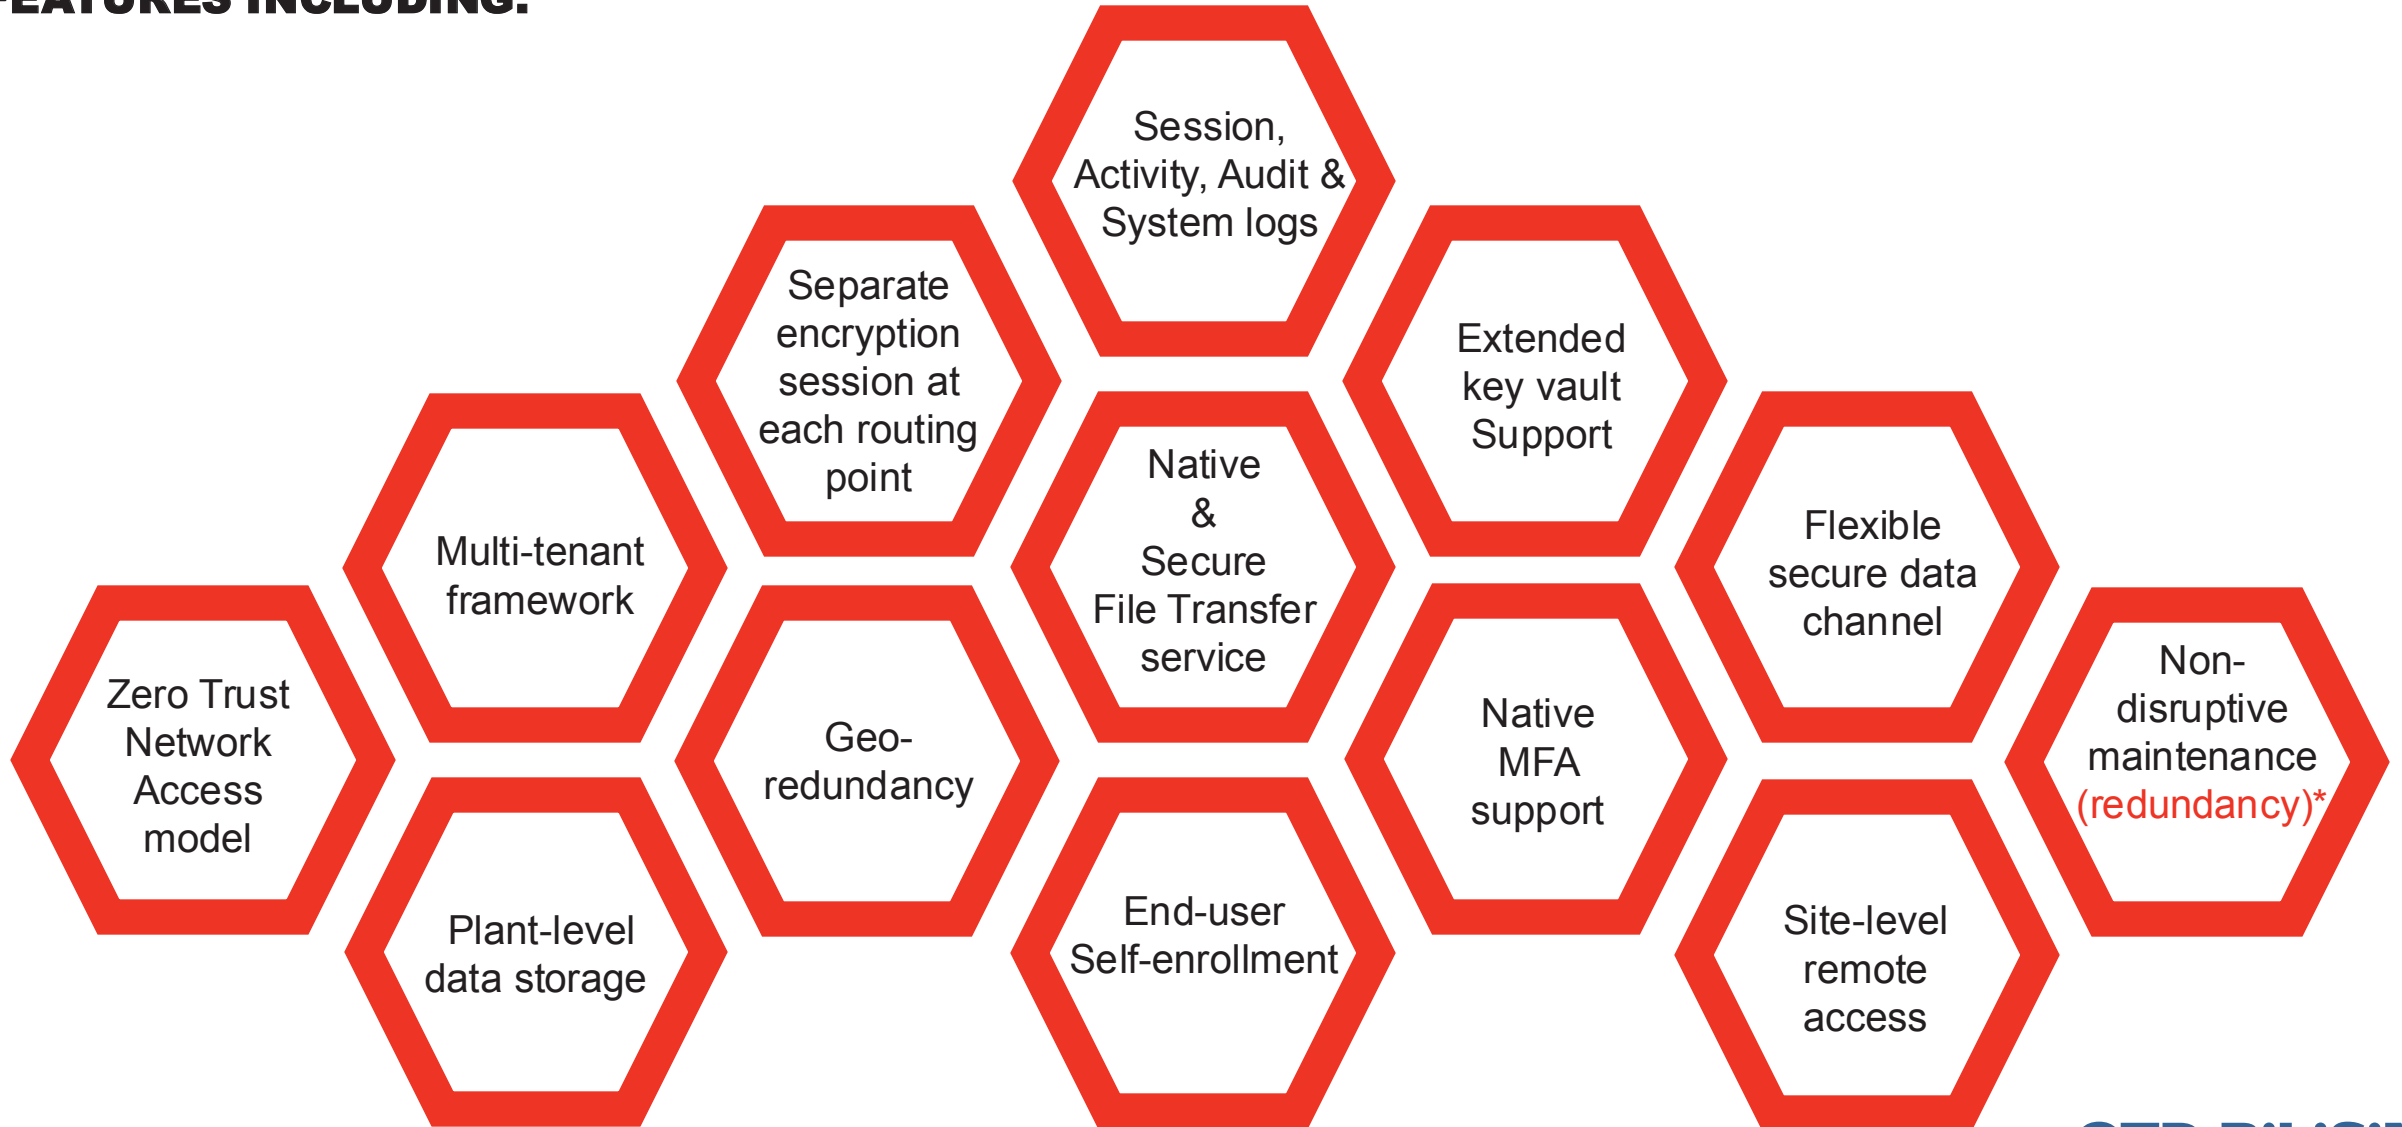 FEATURES INCLUDING:
Session,
Activity, Audit &
System logs
Separate
encryption
session at
each routing
point
Extended
key vault
Support
Multi-tenant
framework
Native
&
Secure
File Transfer
service
Flexible
secure data
channel
Zero Trust
Network
Access
model
Geo-
redundancy
Native
MFA
support
Non-
disruptive
maintenance
(redundancy)*
Plant-level
data storage
End-user
Self-enrollment
Site-level
remote
access